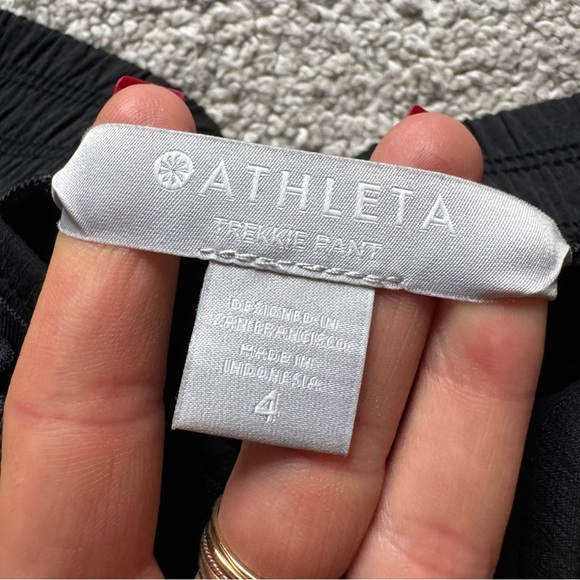 ATHLETA
TREKKIE PANT
DESIGNED IN
SAN FRANCISCO.
MADE IN
INDONESIA
4